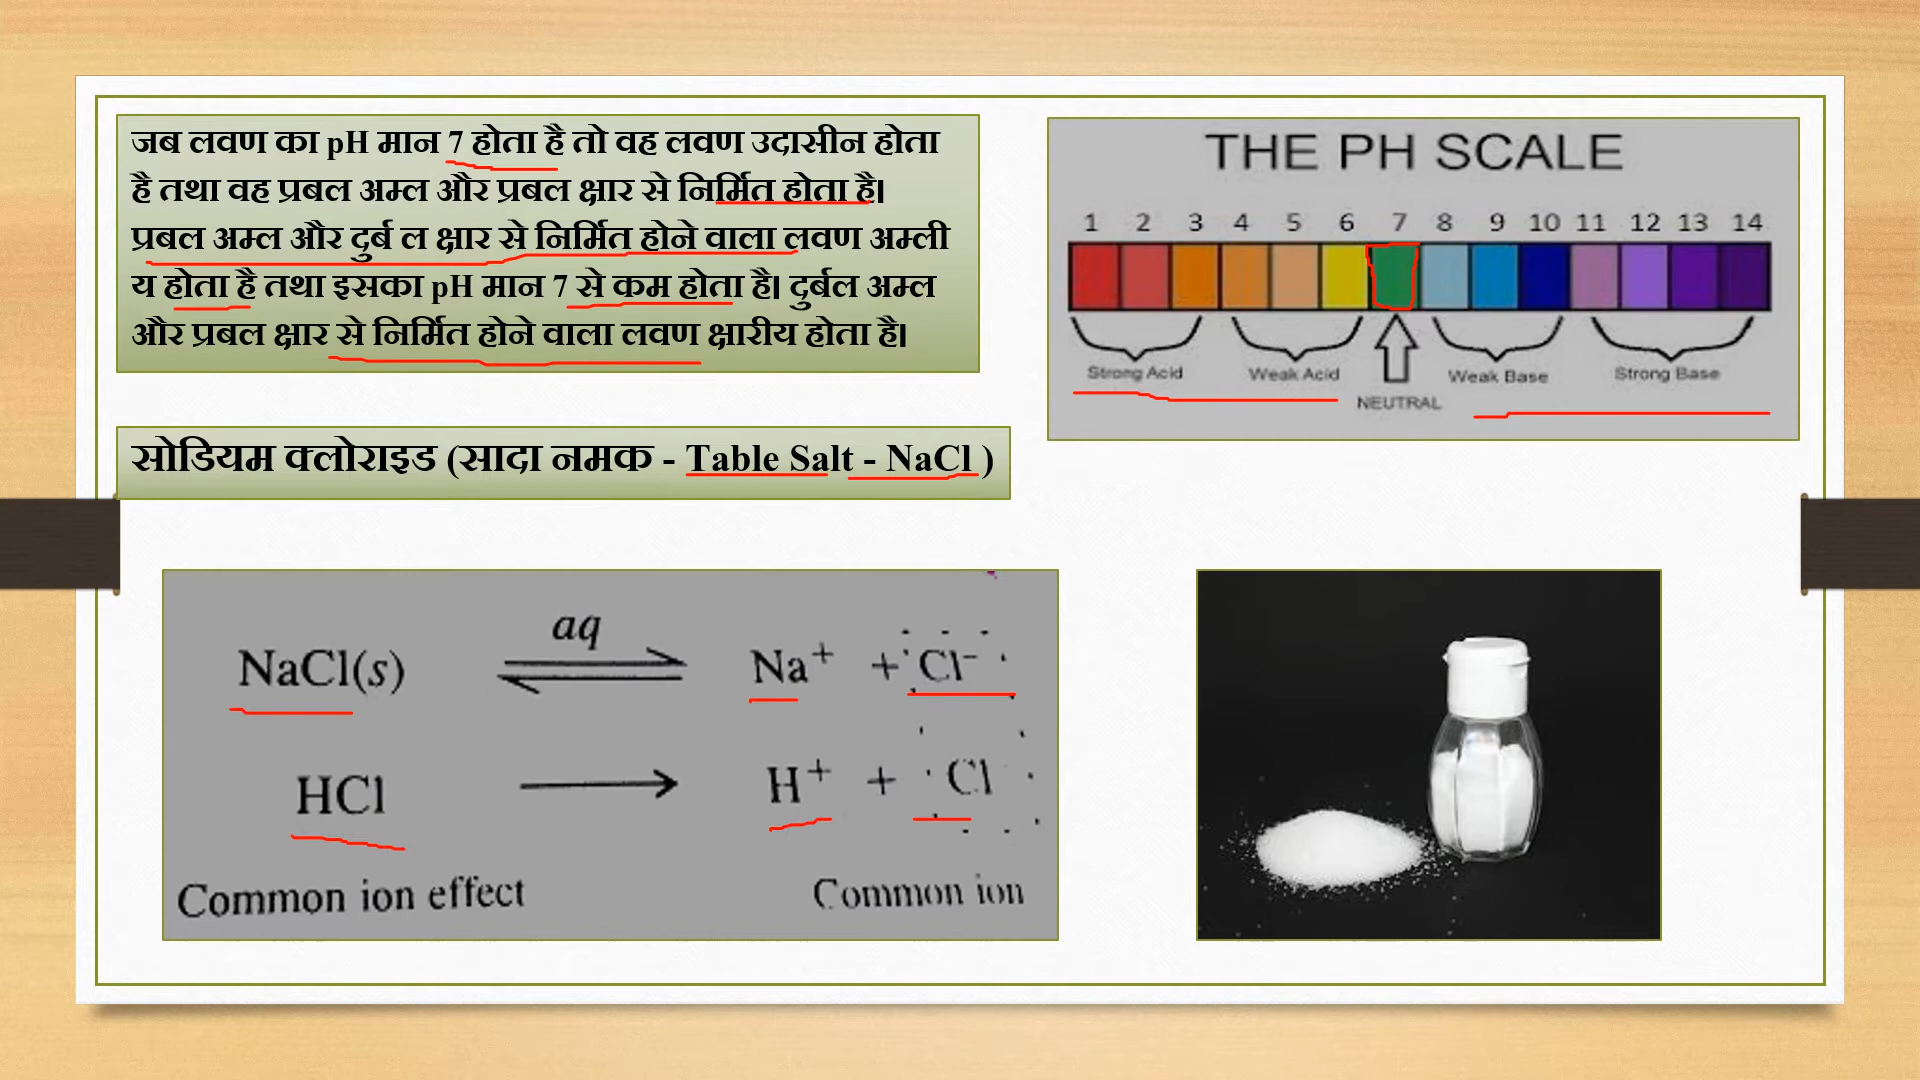 जब लवण का pH मान 7 होता है तो वह लवण उदासीन होता
है तथा वह प्रबल अम्ल और प्रबल क्षार से निर्मित होता है।
प्रबल अम्ल और दुर्ब ल क्षार से निर्मित होने वाला लवण अम्ली
य होता है तथा इसका pH मान 7 से कम होता है। दुर्बल अम्ल
और प्रबल क्षार से निर्मित होने वाला लवण क्षारीय होता है।
THE PH SCALE
1 2 3 4 5 6 7 8 9 10 11 12 13 14
Strong Acid Weak Acid Weak Base Strong Base
NEUTRAL
सोडियम क्लोराइड (सादा नमक - Table Salt - NaCl )
aq
NaCl(s) ⇌ Na⁺ + Cl⁻
HCl → H⁺ + Cl
Common ion effect Common ion